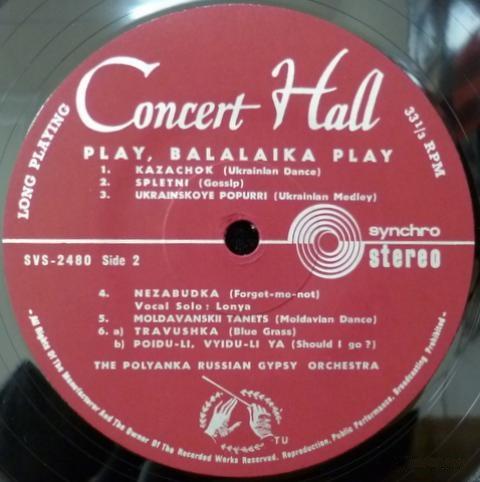 Concert Hall
LONG PLAYING
33 1/3 RPM
PLAY, BALALAIKA PLAY
1. KAZACHOK (Ukrainian Dance)
2. SPLETNI (Gossip)
3. UKRAINSKOYE POPURRI (Ukrainian Medley)
synchro
stereo
SVS-2480 Side 2
4. NEZABUDKA (Forget-me-not)
Vocal Solo: Lonya
5. MOLDAVANSKII TANETS (Moldavian Dance)
6. a) TRAVUSHKA (Blue Grass)
b) POIDU-LI, VYIDU-LI YA (Should I go?)
THE POLYANKA RUSSIAN GYPSY ORCHESTRA
TU
- All Rights Of The Manufacturer And The Owner Of The Recorded Works Reserved. Reproduction, Public Performance, Broadcasting Prohibited -